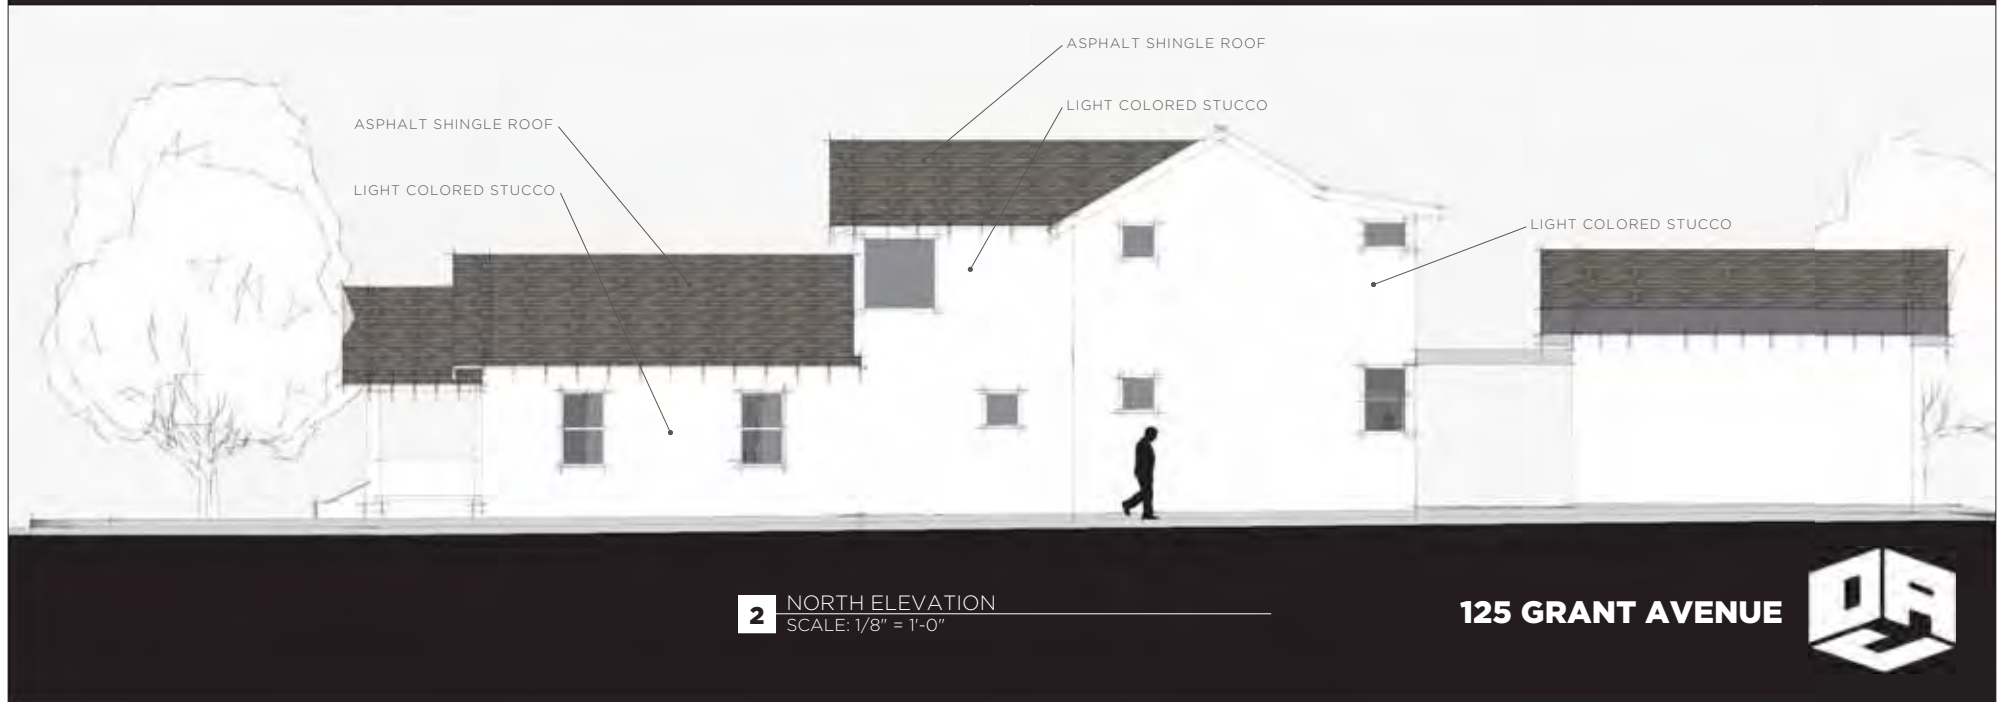 ASPHALT SHINGLE ROOF
LIGHT COLORED STUCCO
ASPHALT SHINGLE ROOF
LIGHT COLORED STUCCO
LIGHT COLORED STUCCO
2 NORTH ELEVATION
SCALE: 1/8" = 1'-0"
125 GRANT AVENUE